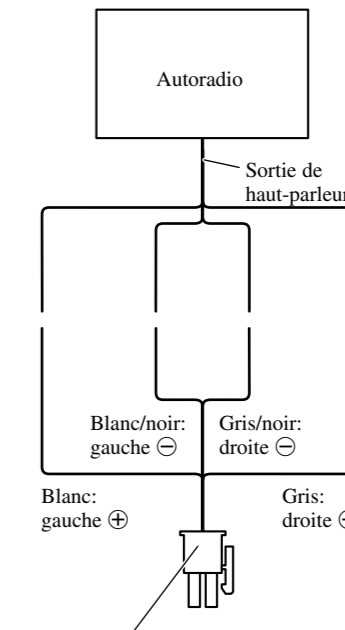 Autoradio
Sortie de
haut-parleur
Blanc/noir:
gauche ⊖
Gris/noir:
droite ⊖
Blanc:
gauche ⊕
Gris:
droite